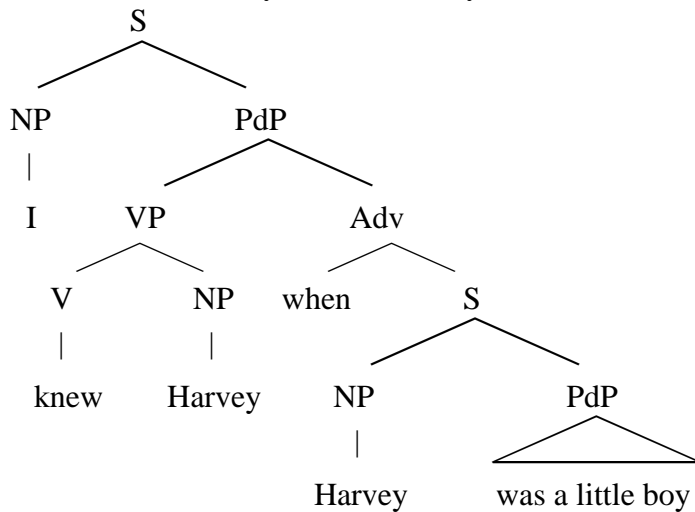 S
NP PdP
I VP Adv
V NP when S
knew Harvey NP PdP
Harvey was a little boy